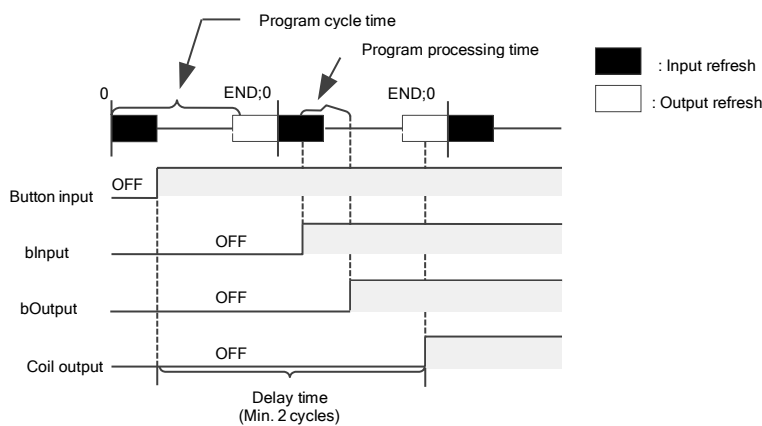 Program cycle time
Program processing time
: Input refresh
: Output refresh
0
END;0
END;0
OFF
Button input
OFF
bInput
OFF
bOutput
OFF
Coil output
Delay time
(Min. 2 cycles)